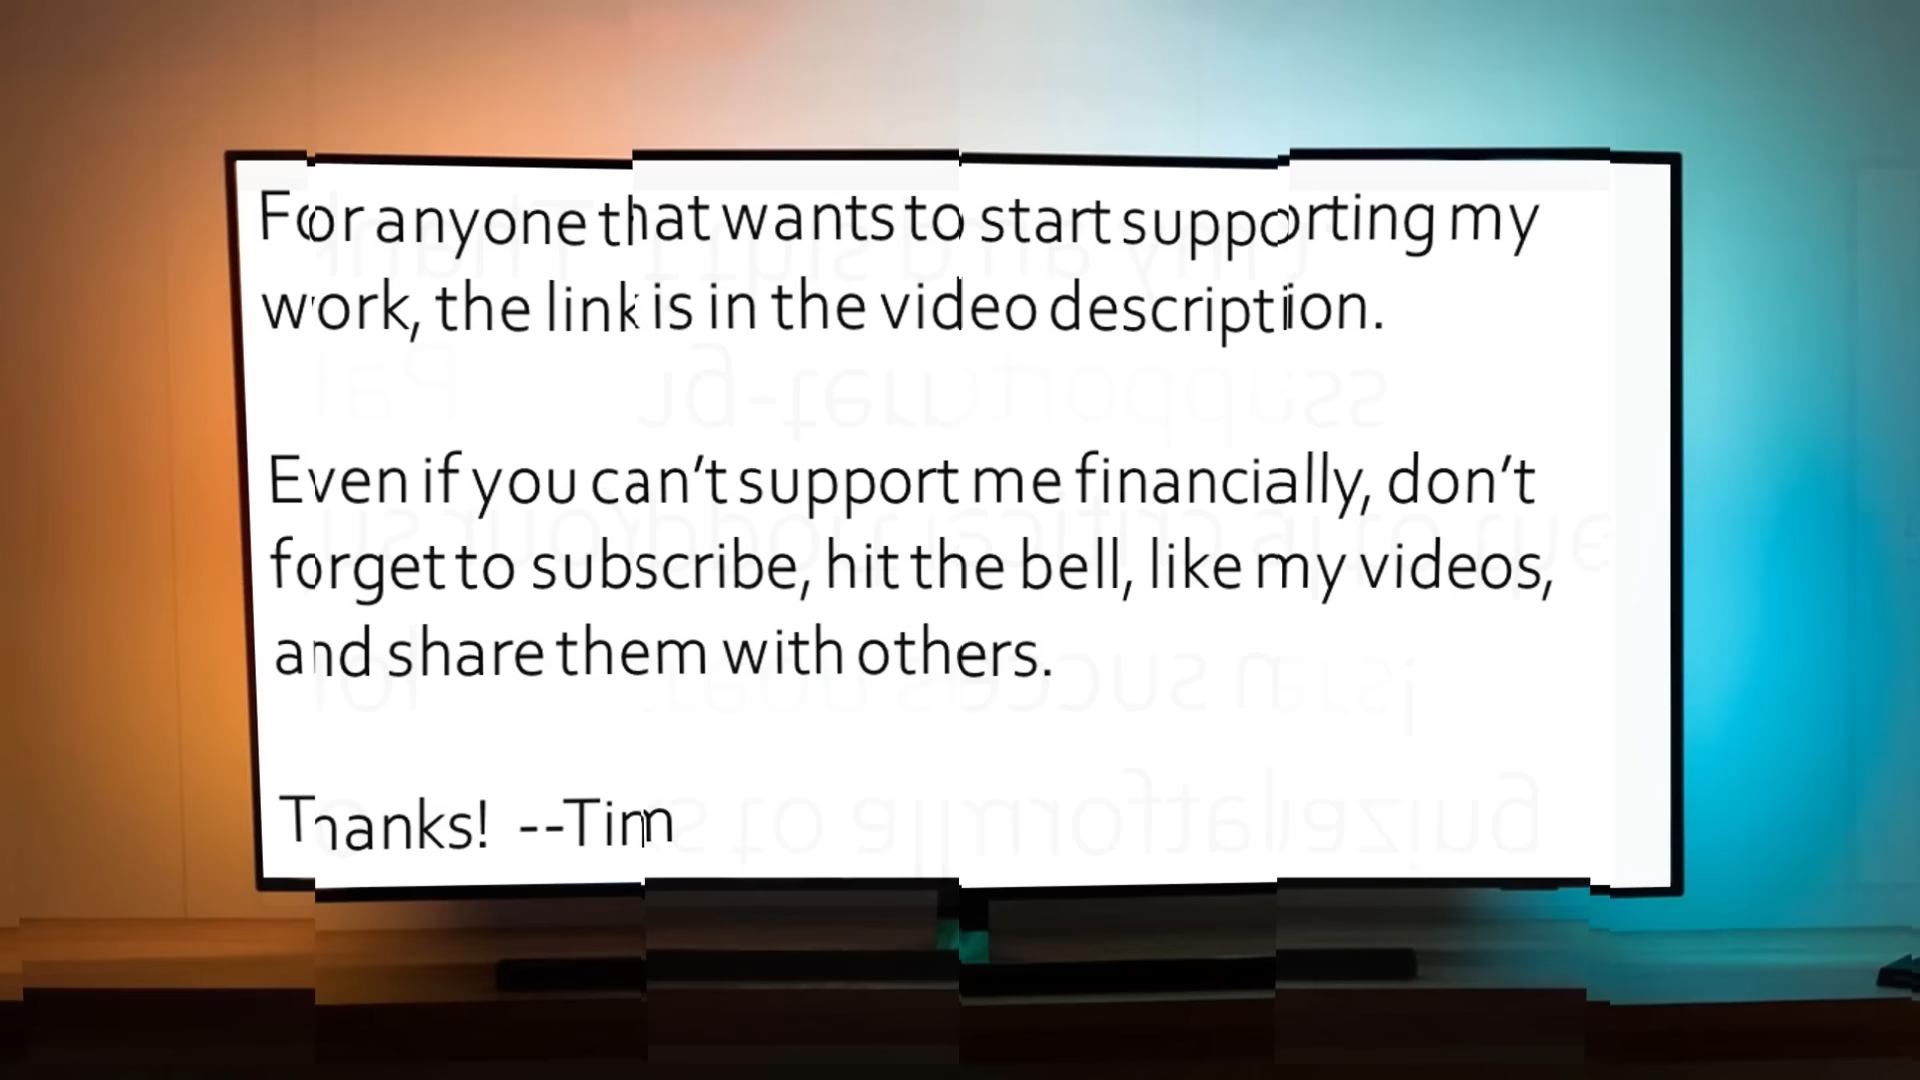 For anyone that wants to start supporting my
work, the link is in the video description.
Even if you can't support me financially, don't
forget to subscribe, hit the bell, like my videos,
and share them with others.
Thanks!  --Tim